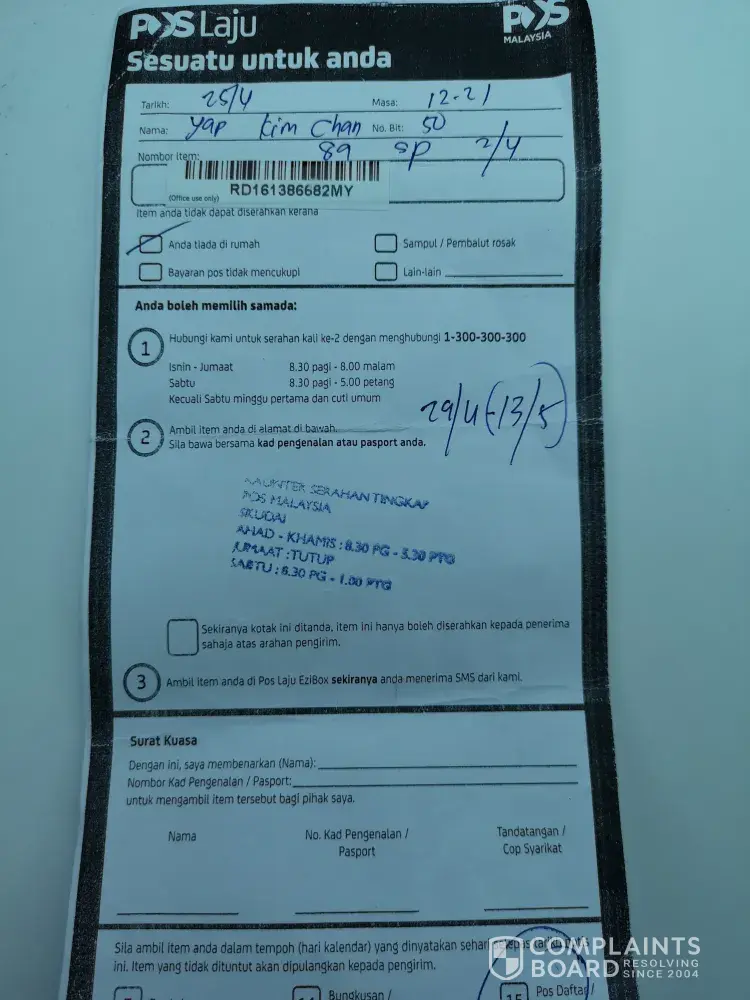 POS Laju
POS MALAYSIA
Sesuatu untuk anda
Tarikh: 25/4 Masa: 12.21
Nama: Yap Kim Chan No. Bit: 50
Nombor item: 89 sp 2/4
RD161386682MY
(Office use only)
Item anda tidak dapat diserahkan kerana
Anda tiada di rumah
Sampul / Pembalut rosak
Bayaran pos tidak mencukupi
Lain-lain
Anda boleh memilih samada:
1 Hubungi kami untuk serahan kali ke-2 dengan menghubungi 1-300-300-300
Isnin - Jumaat 8.30 pagi - 8.00 malam
Sabtu 8.30 pagi - 5.00 petang
Kecuali Sabtu minggu pertama dan cuti umum
29/4 (13/5)
2 Ambil item anda di alamat di bawah.
Sila bawa bersama kad pengenalan atau pasport anda.
KAUNTER SERAHAN TINGKAP
POS MALAYSIA
SKUDAI
AHAD - KHAMIS : 8.30 PG - 5.30 PTG
JUMAAT : TUTUP
SABTU : 8.30 PG - 1.00 PTG
Sekiranya kotak ini ditanda, item ini hanya boleh diserahkan kepada penerima
sahaja atas arahan pengirim.
3 Ambil item anda di Pos Laju EziBox sekiranya anda menerima SMS dari kami.
Surat Kuasa
Dengan ini, saya membenarkan (Nama):
Nombor Kad Pengenalan / Pasport:
untuk mengambil item tersebut bagi pihak saya.
Nama
No. Kad Pengenalan /
Pasport
Tandatangan /
Cop Syarikat
Sila ambil item anda dalam tempoh (hari kalendar) yang dinyatakan
ini. Item yang tidak dituntut akan dipulangkan kepada pengirim.
Bungkusan /
15 Pos Daftar /
COMPLAINTS
BOARD RESOLVING
SINCE 2004